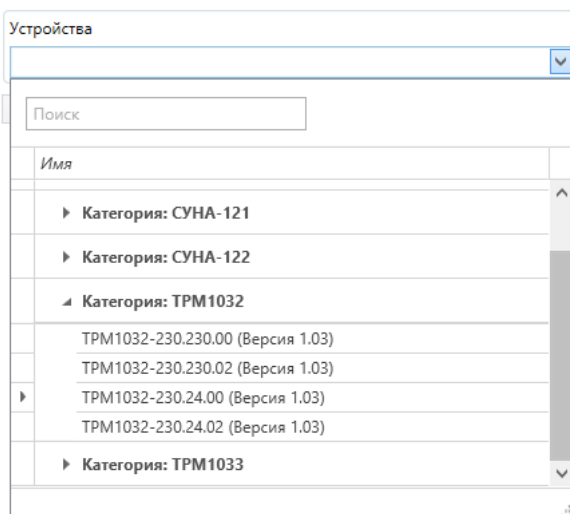 Устройства
Поиск
Имя
Категория: СУНА-121
Категория: СУНА-122
Категория: ТРМ1032
ТРМ1032-230.230.00 (Версия 1.03)
ТРМ1032-230.230.02 (Версия 1.03)
ТРМ1032-230.24.00 (Версия 1.03)
ТРМ1032-230.24.02 (Версия 1.03)
Категория: ТРМ1033